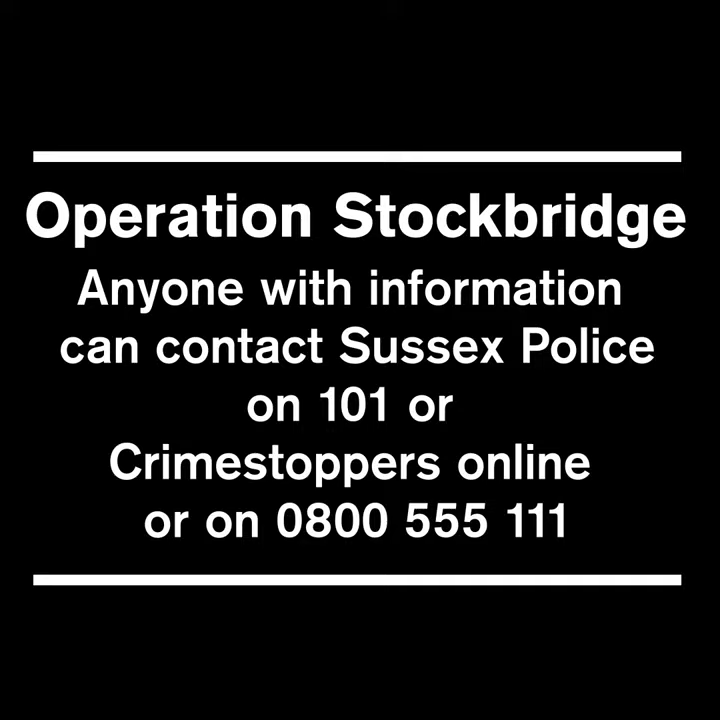 Operation Stockbridge
Anyone with information
can contact Sussex Police
on 101 or
Crimestoppers online
or on 0800 555 111